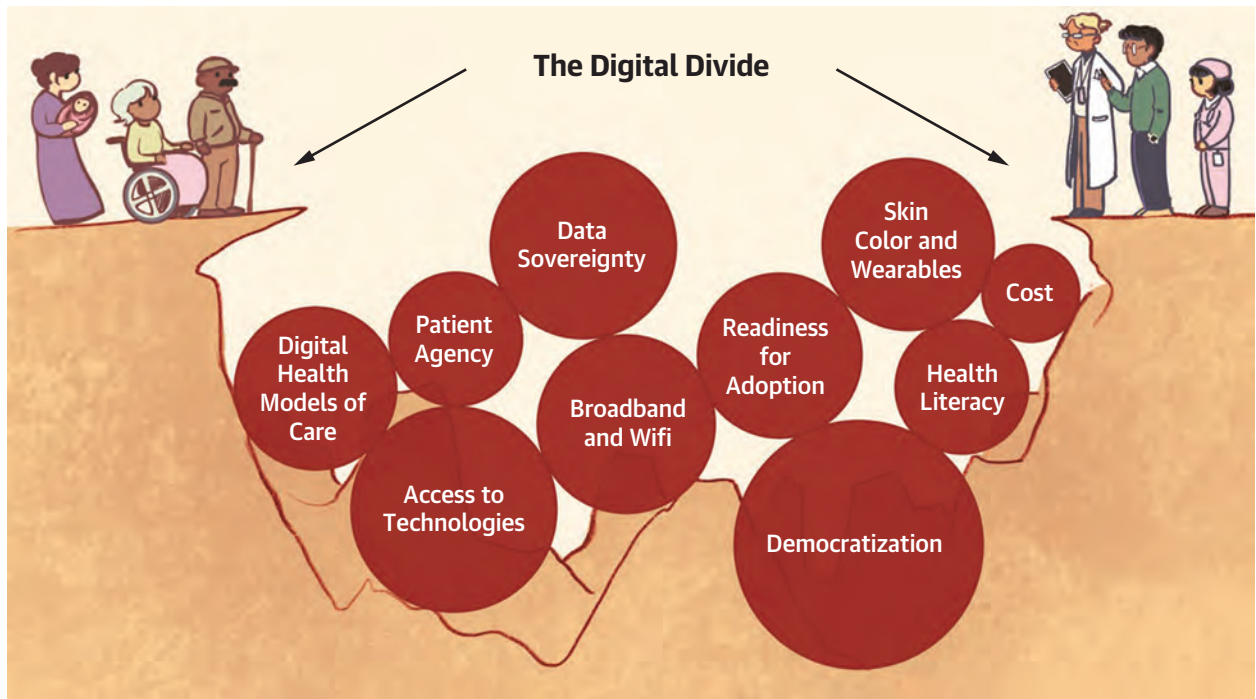 The Digital Divide
Data
Sovereignty
Skin
Color and
Wearables
Cost
Patient
Agency
Readiness
for
Adoption
Digital
Health
Models of
Care
Broadband
and Wifi
Health
Literacy
Access to
Technologies
Democratization